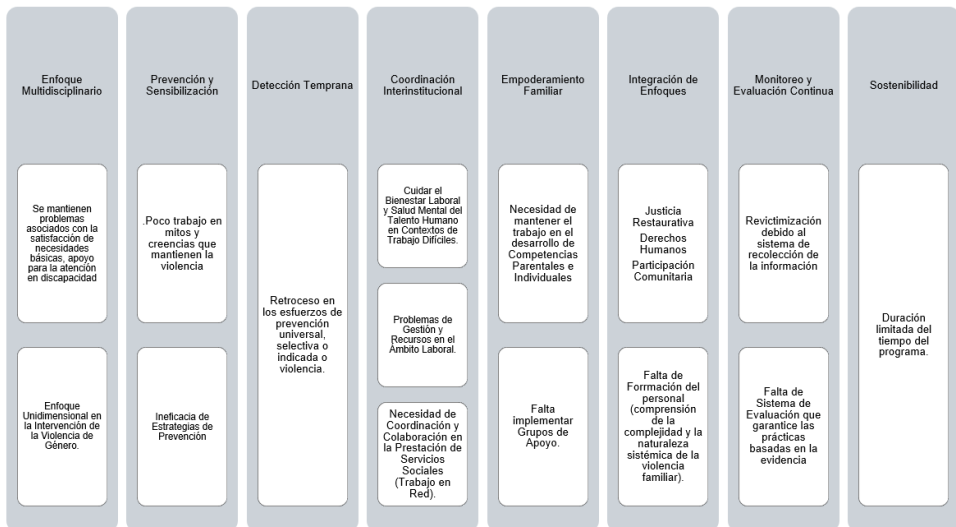 Enfoque
Multidisciplinario
Se mantienen
problemas
asociados con la
satisfacción de
necesidades
básicas, apoyo
para la atención
en discapacidad
Enfoque
Unidimensional en
la Intervención de
la Violencia de
Género.
Prevención y
Sensibilización
.Poco trabajo en
mitos y
creencias que
mantienen la
violencia
Ineficacia de
Estrategias de
Prevención
Detección Temprana
Retroceso en
los esfuerzos de
prevención
universal,
selectiva o
indicada o
violencia.
Coordinación
Interinstitucional
Cuidar el
Bienestar Laboral
y Salud Mental del
Talento Humano
en Contextos de
Trabajo Difíciles.
Problemas de
Gestión y
Recursos en el
Ámbito Laboral.
Necesidad de
Coordinación y
Colaboración en
la Prestación de
Servicios
Sociales
(Trabajo en
Red).
Empoderamiento
Familiar
Necesidad de
mantener el
trabajo en el
desarrollo de
Competencias
Parentales e
Individuales
Falta
implementar
Grupos de
Apoyo.
Integración de
Enfoques
Justicia
Restaurativa
Derechos
Humanos
Participación
Comunitaria
Falta de
Forrmación del
personal
(comprensión
de la
complejidad y la
naturaleza
sistémica de la
violencia
familiar).
Monitoreo y
Evaluación Continua
Revictimización
debido al
sistema de
recolección de
la información
Falta de
Sistema de
Evaluación que
garantice las
prácticas
basadas en la
evidencia
Sostenibilidad
Duración
limitada del
tiempo del
programa.